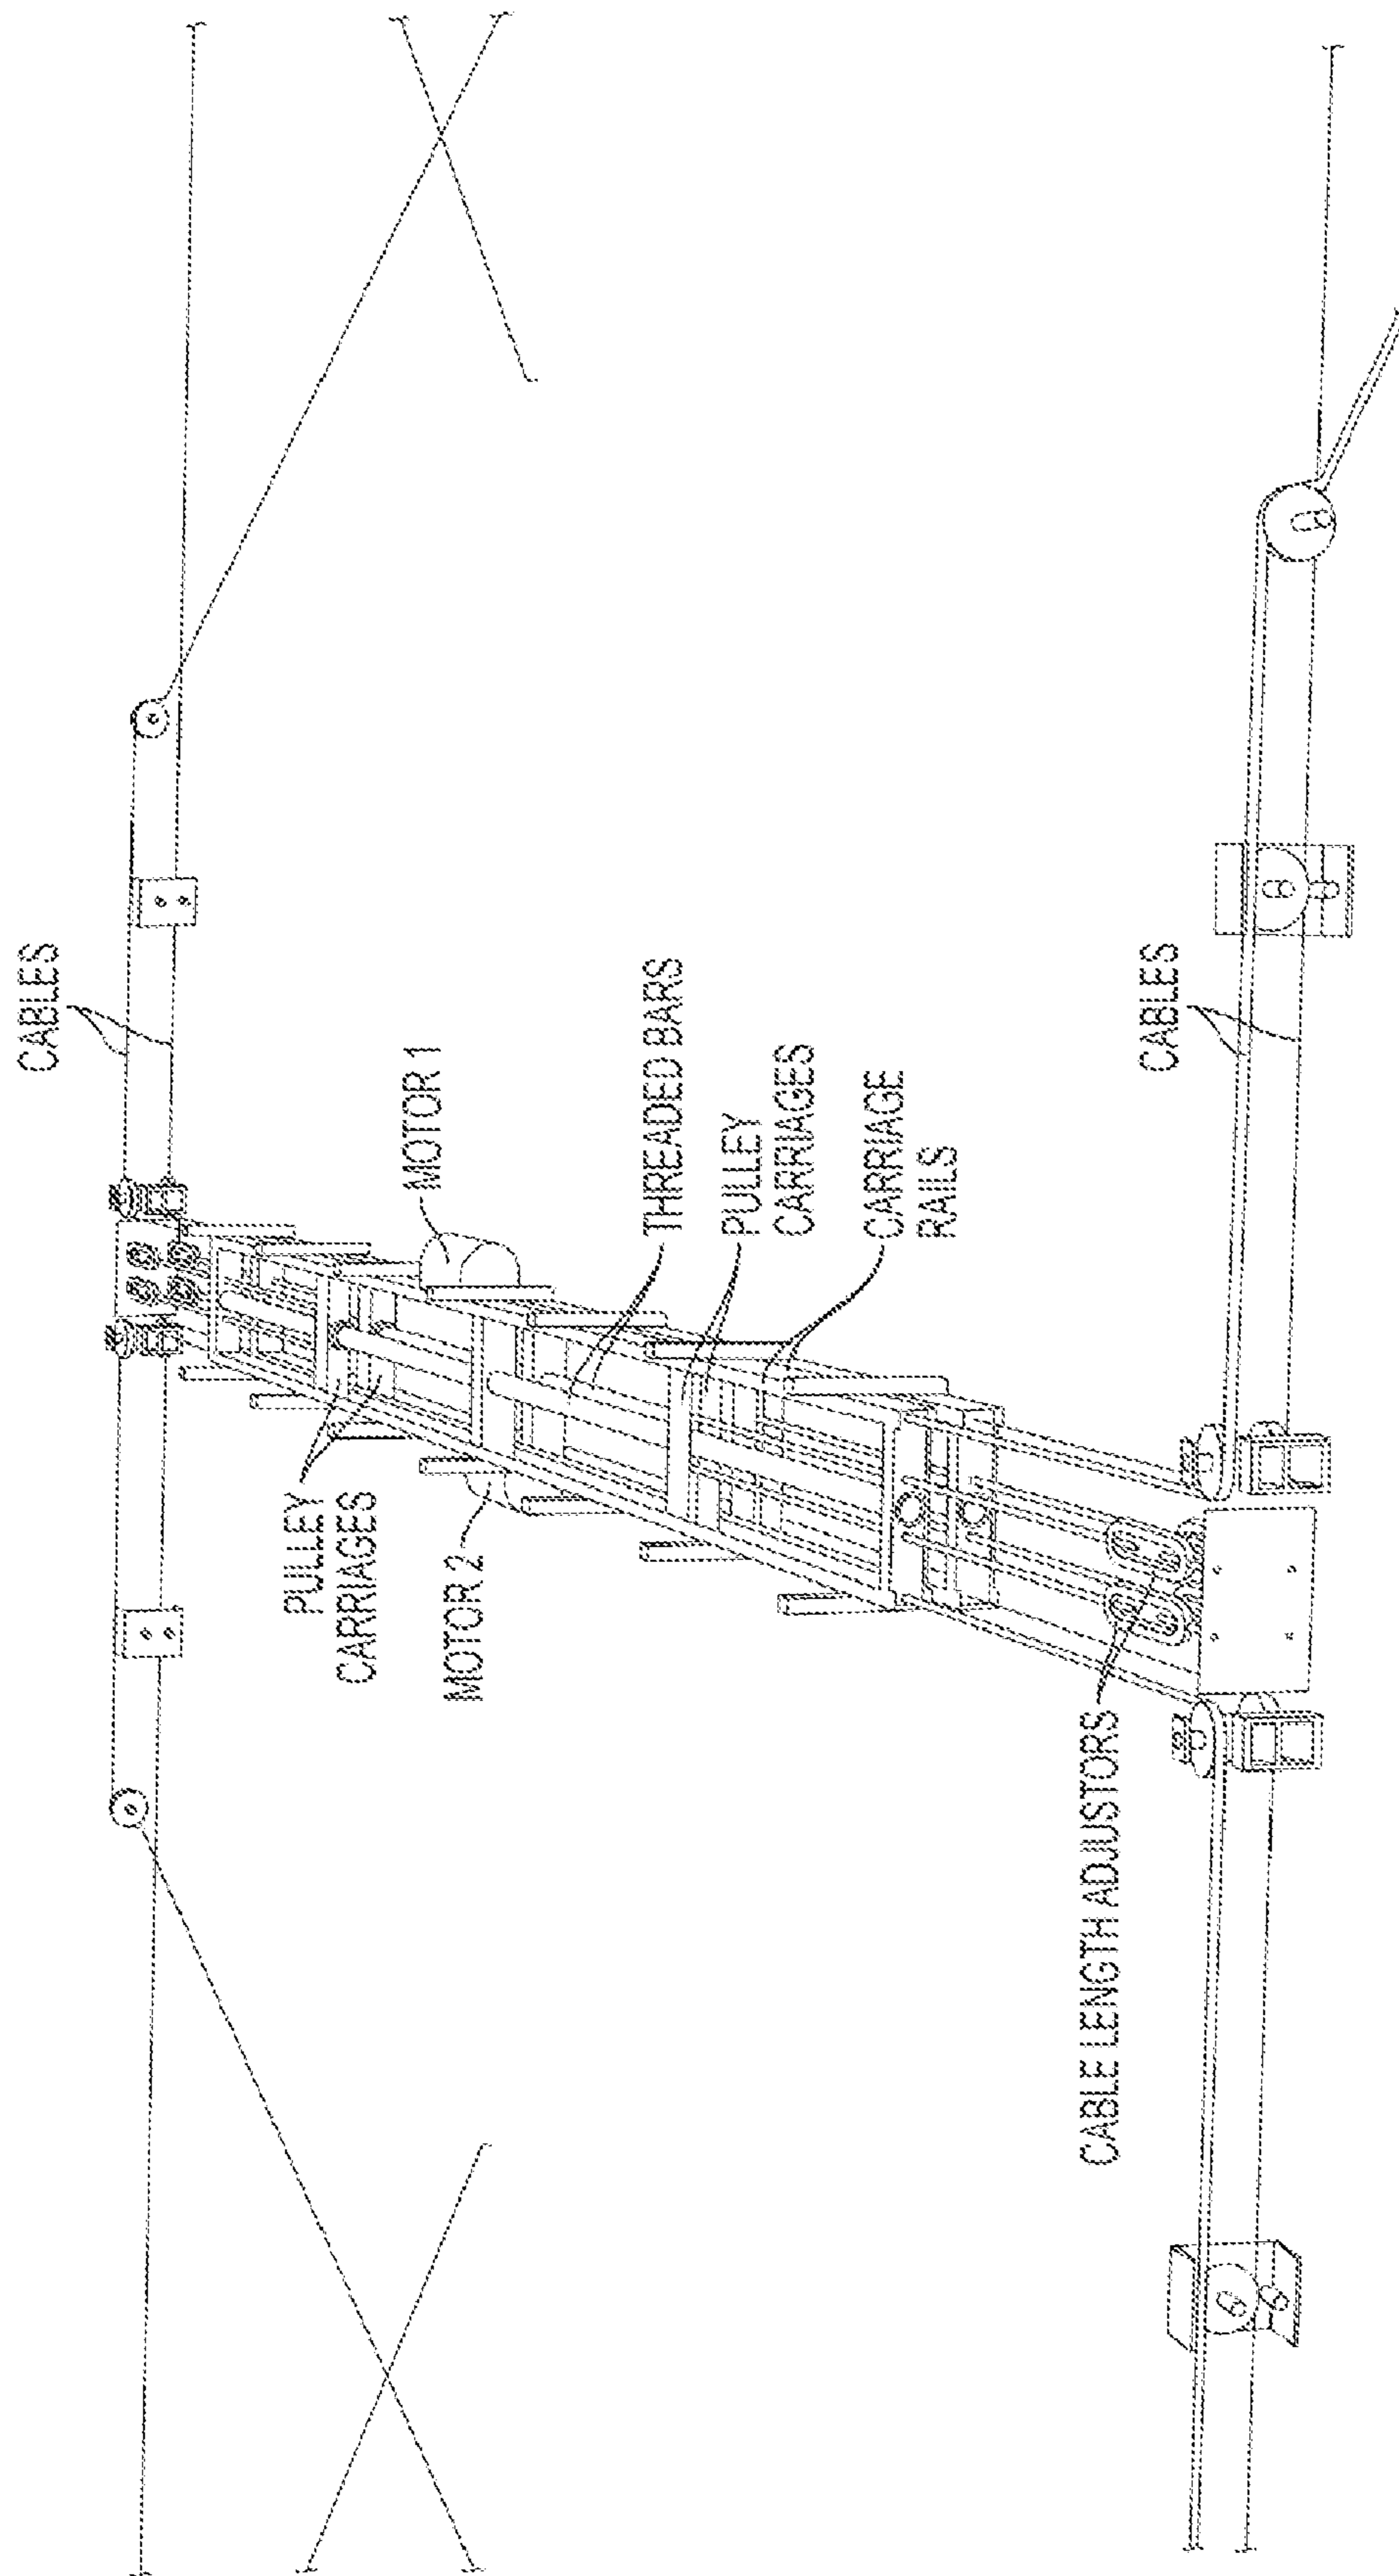 CABLES
MOTOR 1
THREADED BARS
PULLEY
CARRIAGES
CARRIAGE
RAILS
CABLES
PULLEY
CARRIAGES
MOTOR 2
CABLE LENGTH ADJUSTORS